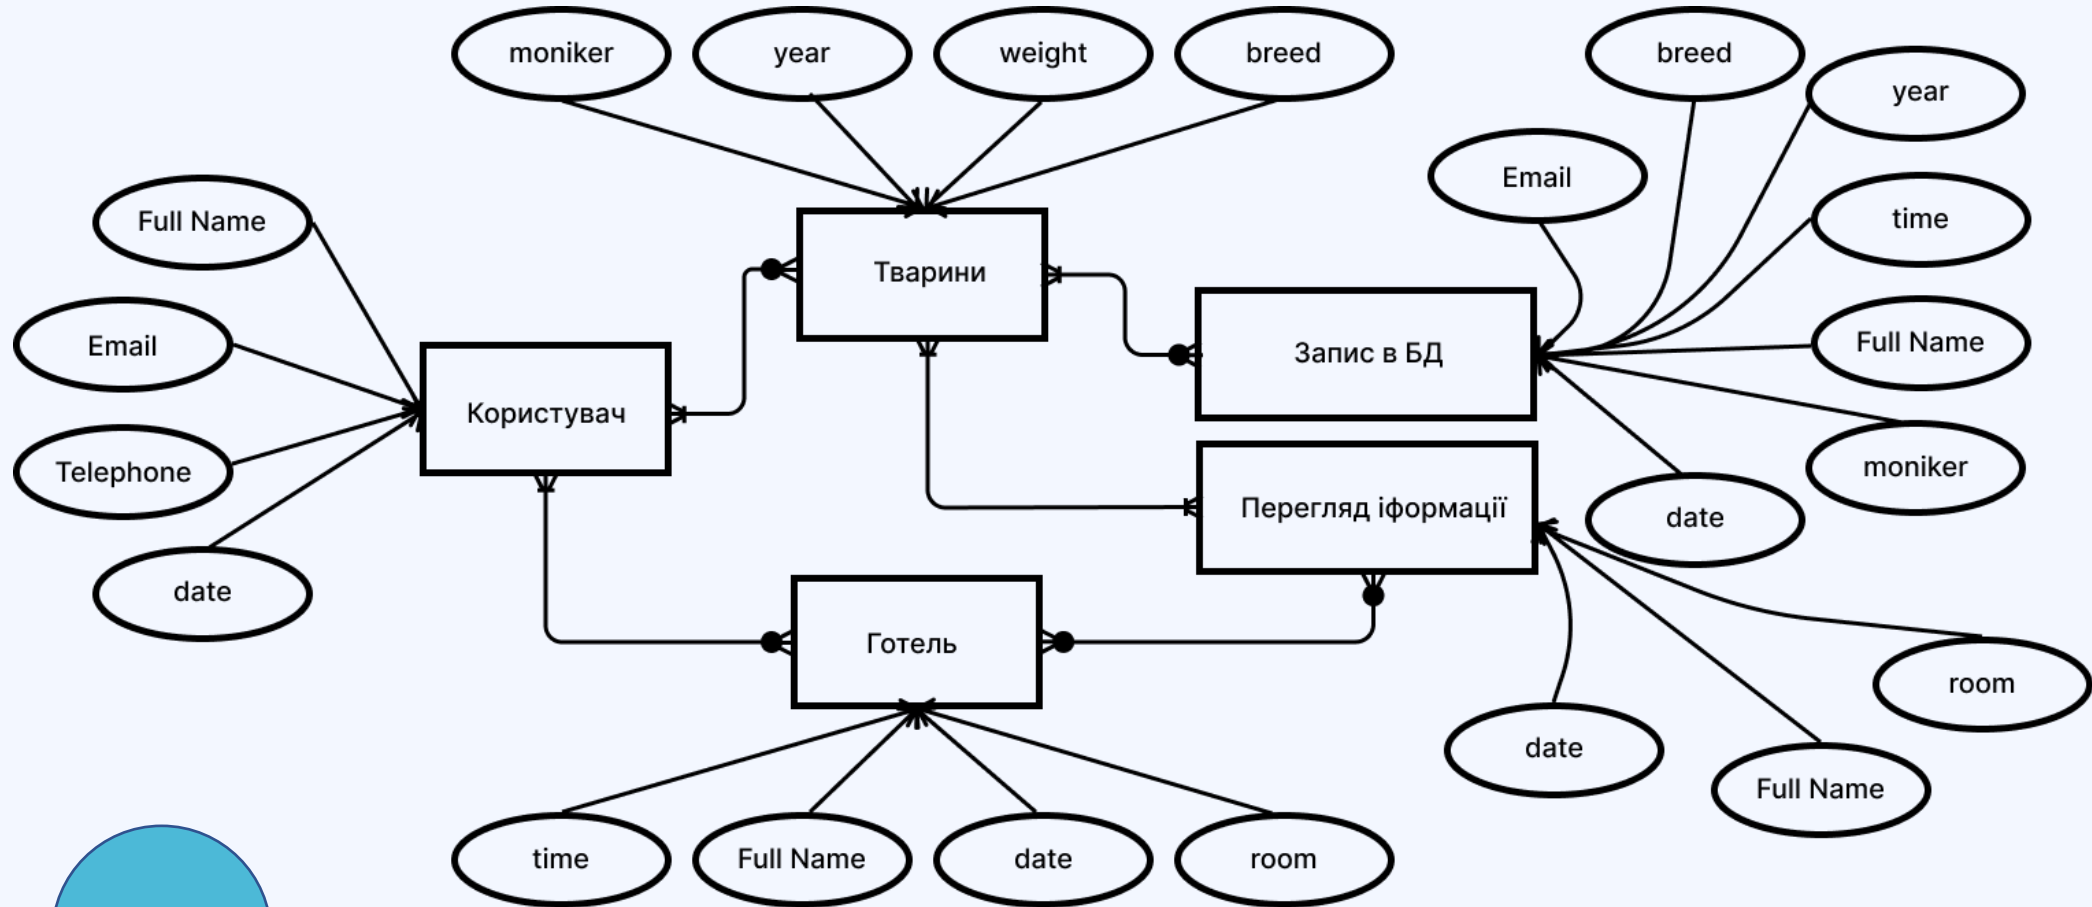 moniker
year
weight
breed
breed
year
Email
time
Full Name
Full Name
Email
Telephone
date
Тварини
Користувач
Запис в БД
moniker
date
Перегляд іформації
Готель
room
date
Full Name
time
Full Name
date
room